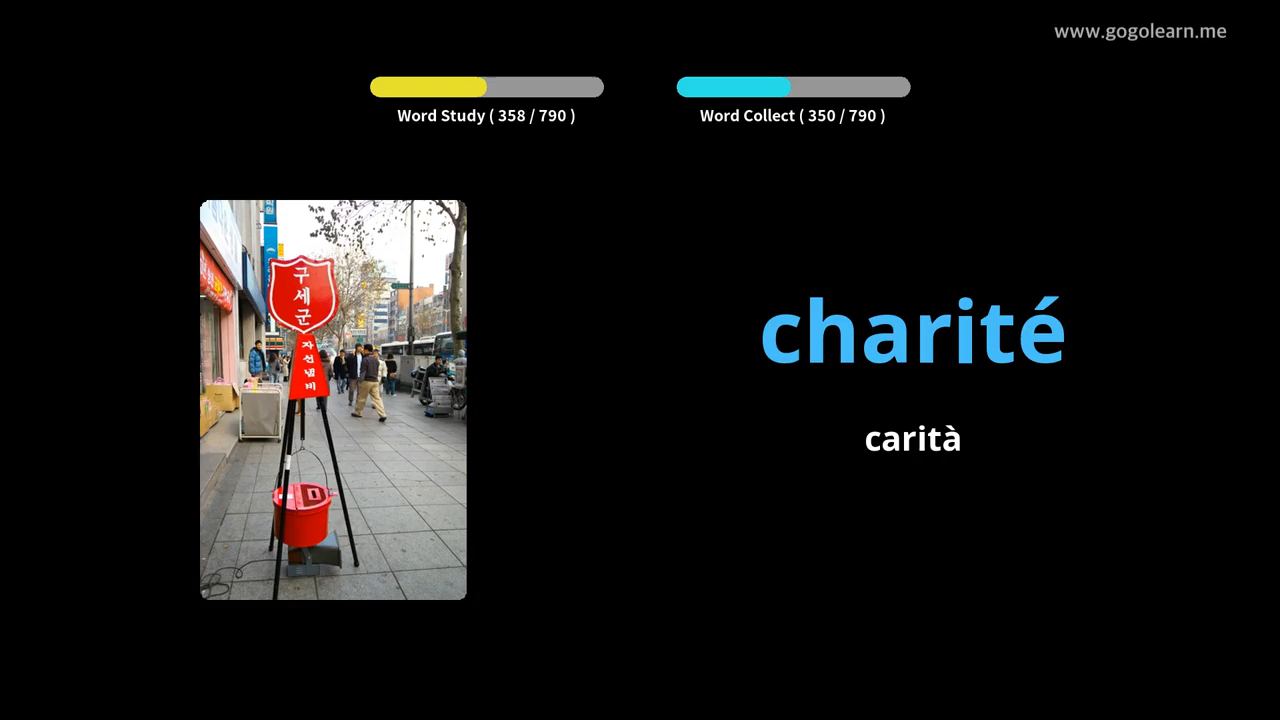 www.gogolearn.me
Word Study ( 358 / 790 )
Word Collect ( 350 / 790 )
구
세
군
자
선
냄
비
charité
carità